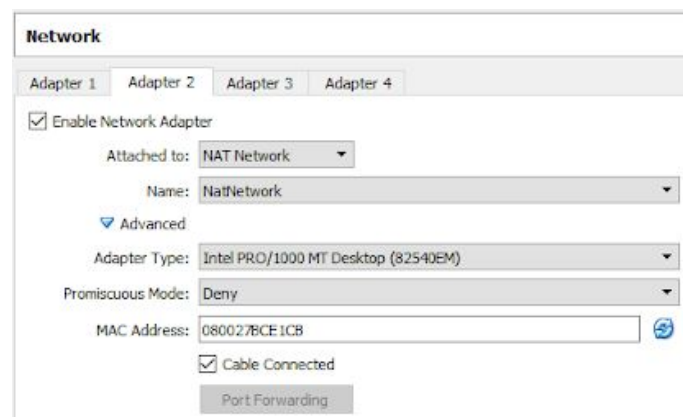 Network
Adapter 1 Adapter 2 Adapter 3 Adapter 4
Enable Network Adapter
Attached to: NAT Network
Name: NatNetwork
Advanced
Adapter Type: Intel PRO/1000 MT Desktop (82540EM)
Promiscuous Mode: Deny
MAC Address: 080027BCE1CB
Cable Connected
Port Forwarding